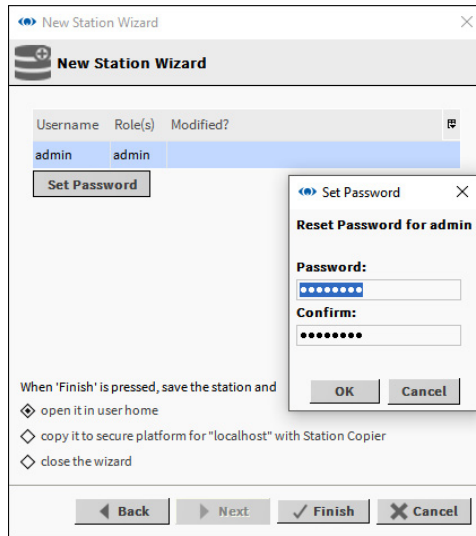 New Station Wizard
New Station Wizard
Username Role(s) Modified?
admin admin
Set Password
Set Password
Reset Password for admin
Password:
••••••••
Confirm:
••••••••
OK Cancel
When 'Finish' is pressed, save the station and
open it in user home
copy it to secure platform for "localhost" with Station Copier
close the wizard
Back Next Finish Cancel